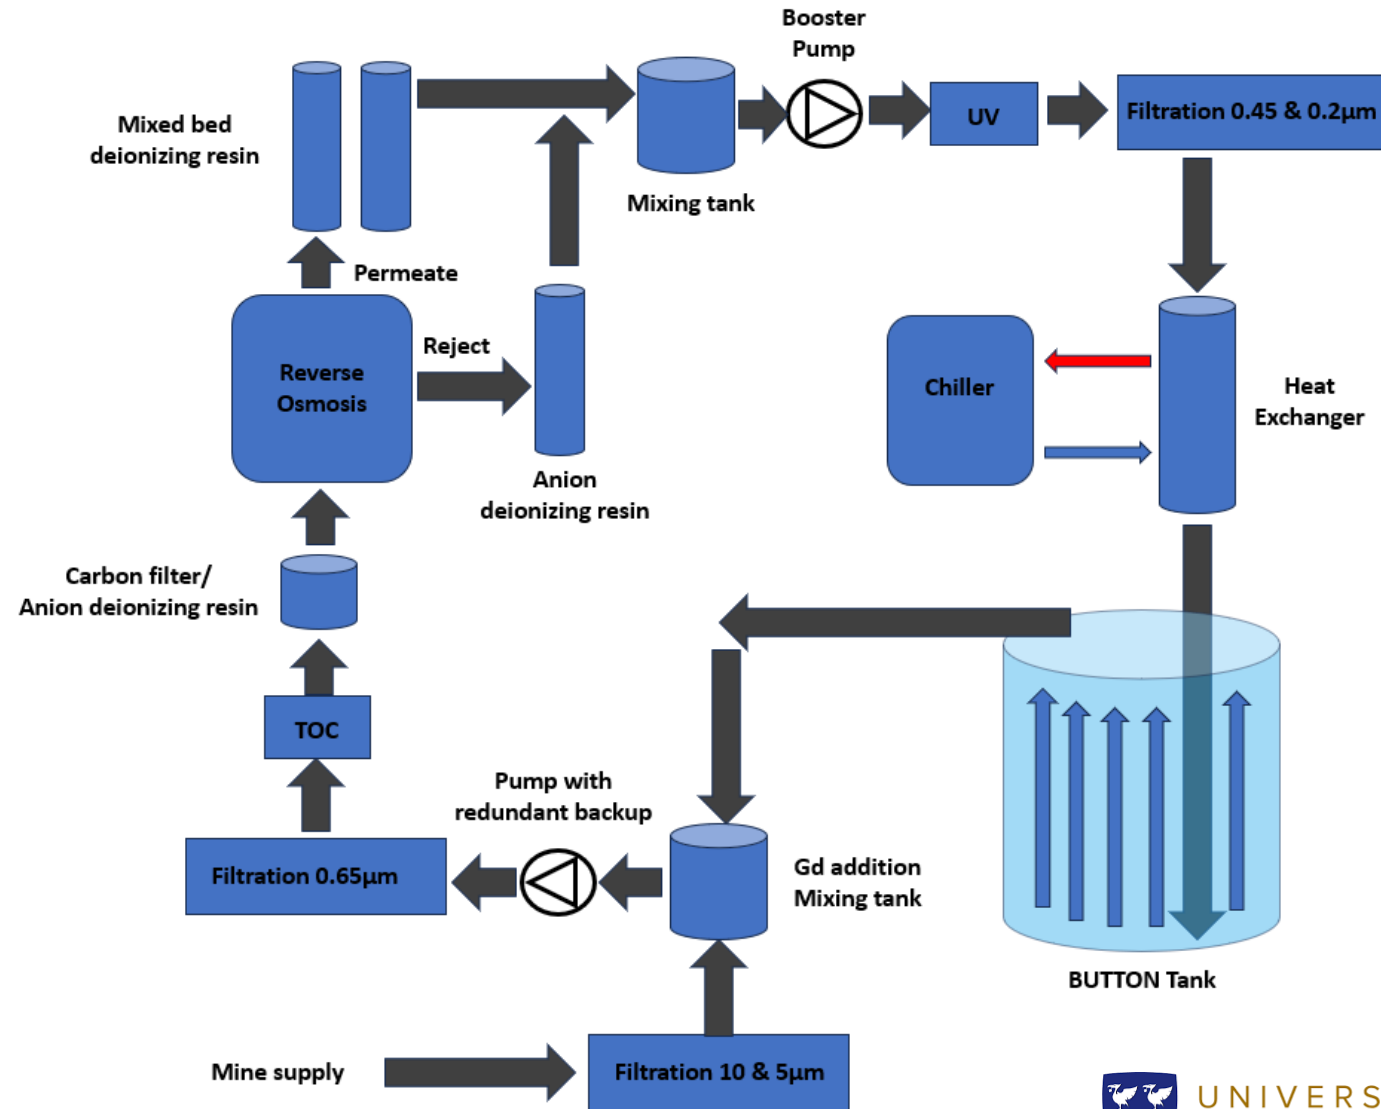 Booster
Pump
Mixed bed
deionizing resin
UV
Filtration 0.45 & 0.2µm
Mixing tank
Permeate
Reject
Reverse
Osmosis
Chiller
Heat
Exchanger
Anion
deionizing resin
Carbon filter/
Anion deionizing resin
TOC
Pump with
redundant backup
Filtration 0.65µm
Gd addition
Mixing tank
BUTTON Tank
Mine supply
Filtration 10 & 5µm
UNIVERS